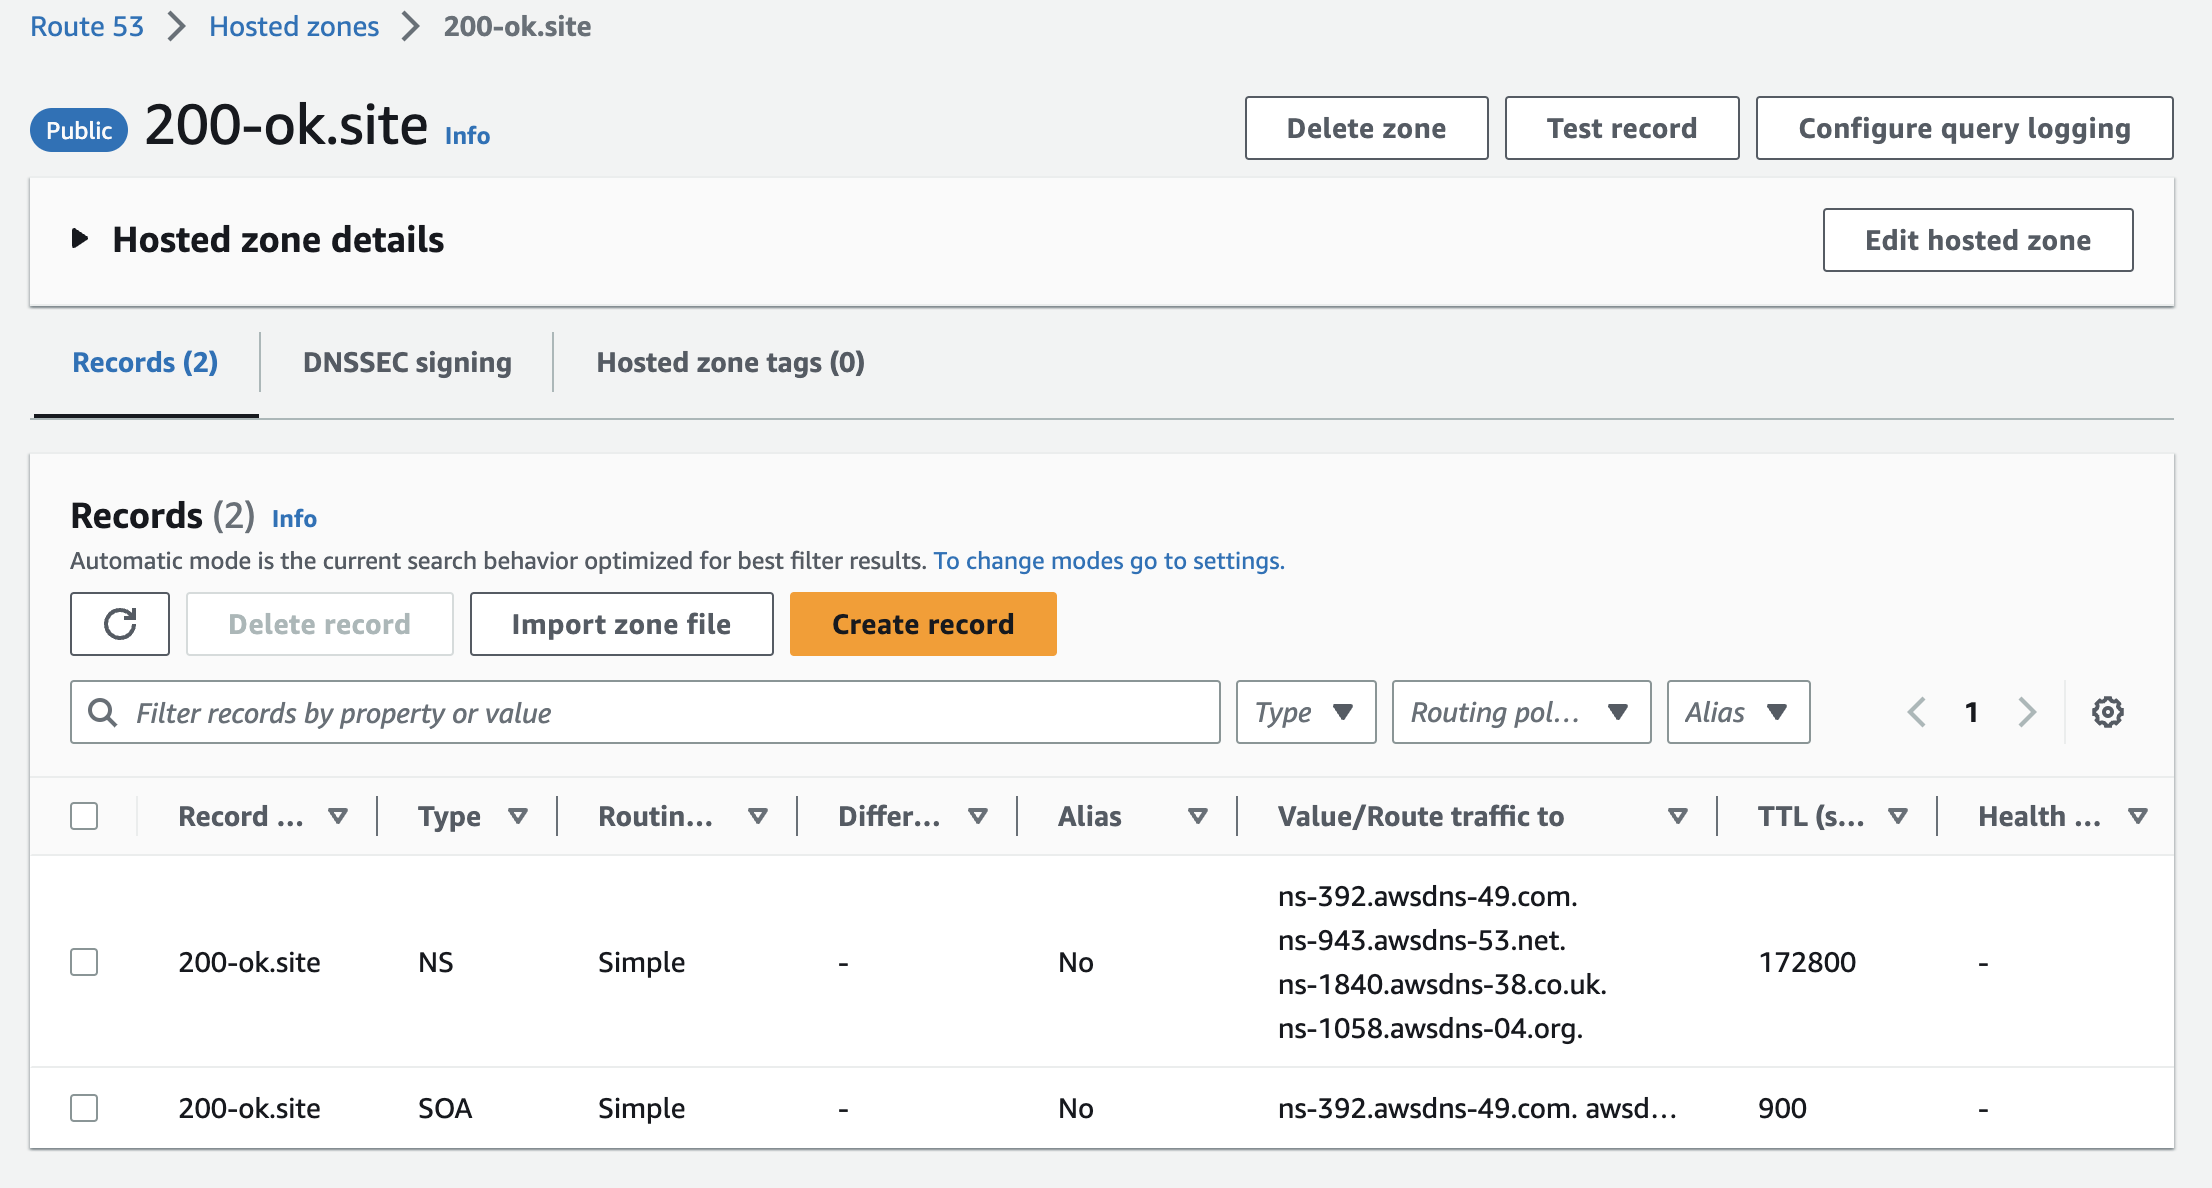 Route 53 Hosted zones 200-ok.site
Public 200-ok.site Info Delete zone Test record Configure query logging
Hosted zone details Edit hosted zone
Records (2) DNSSEC signing Hosted zone tags (0)
Records (2) Info
Automatic mode is the current search behavior optimized for best filter results. To change modes go to settings.
Delete record Import zone file Create record
Filter records by property or value Type Routing pol... Alias 1
Record ... Type Routin... Differ... Alias Value/Route traffic to TTL (s... Health ...
200-ok.site NS Simple - No ns-392.awsdns-49.com. 172800 -
ns-943.awsdns-53.net.
ns-1840.awsdns-38.co.uk.
ns-1058.awsdns-04.org.
200-ok.site SOA Simple - No ns-392.awsdns-49.com. awsd... 900 -